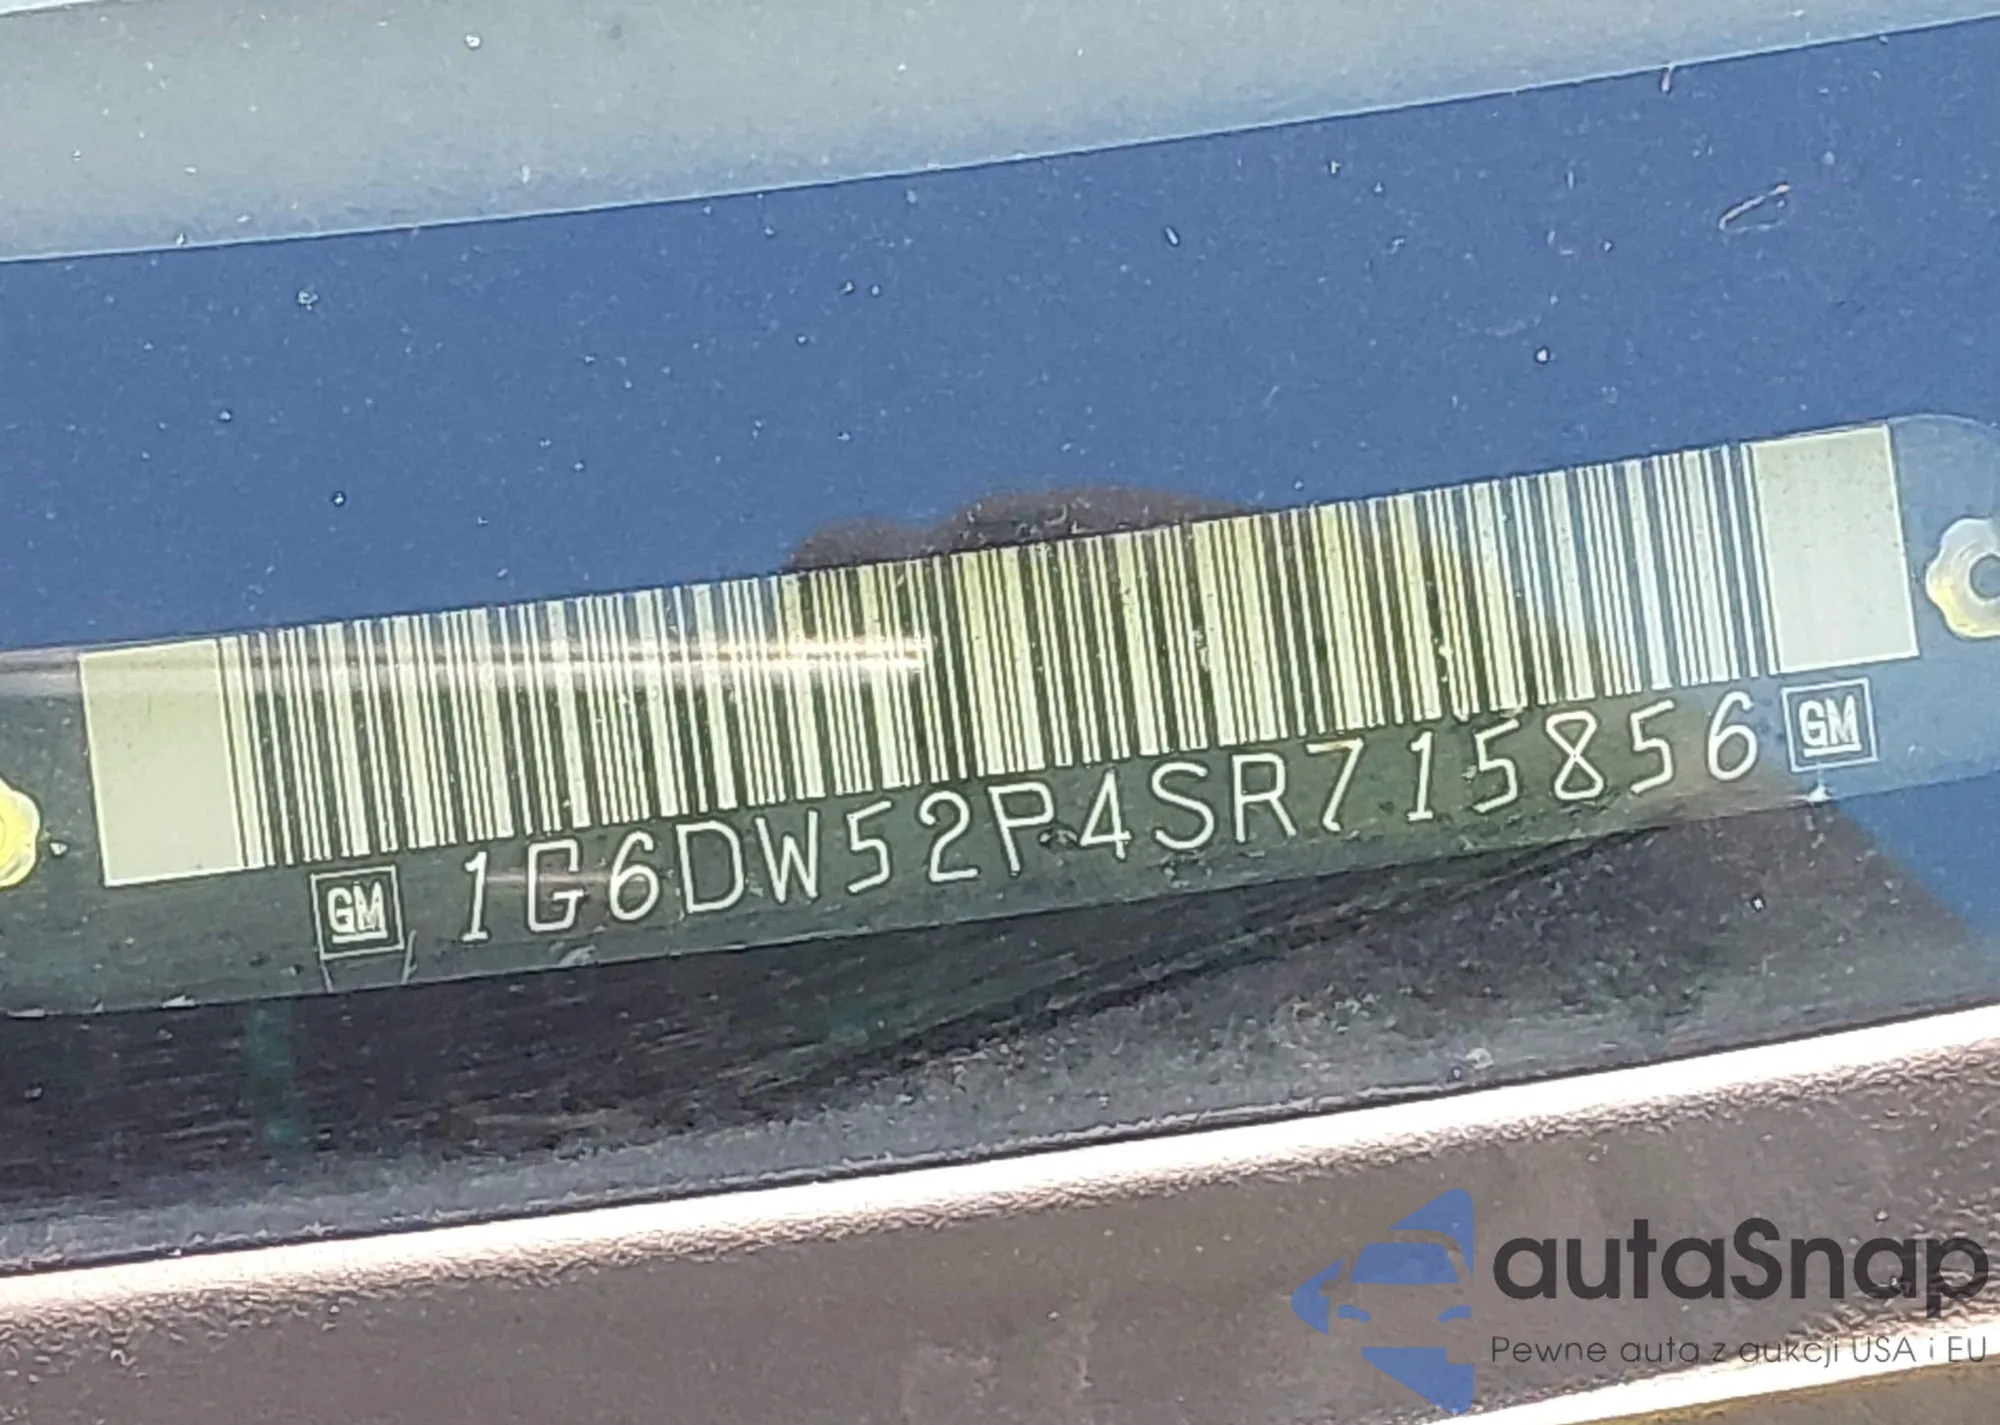 GM 1G6DW52P4SR715856 GM
autaSnap
Pewne auta z aukcji USA i EU